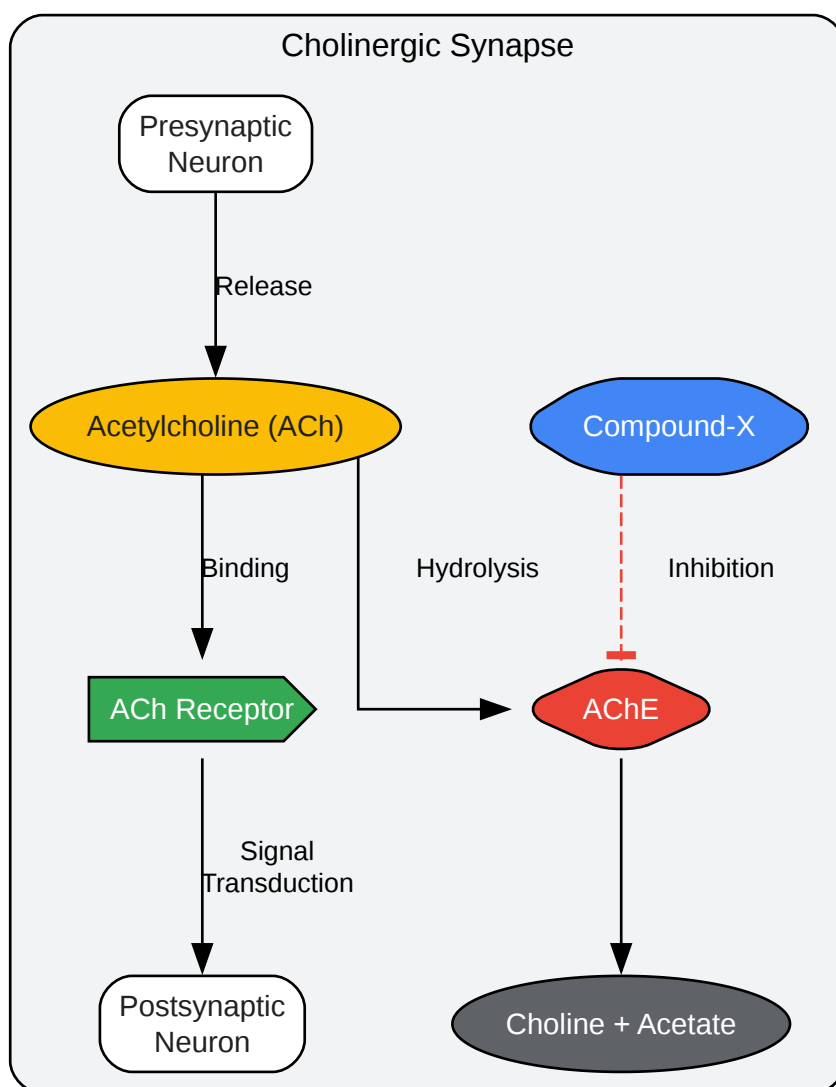 Cholinergic Synapse
Presynaptic
Neuron
Release
Acetylcholine (ACh)
Compound-X
Binding
Hydrolysis
Inhibition
ACh Receptor
AChE
Signal
Transduction
Postsynaptic
Neuron
Choline + Acetate